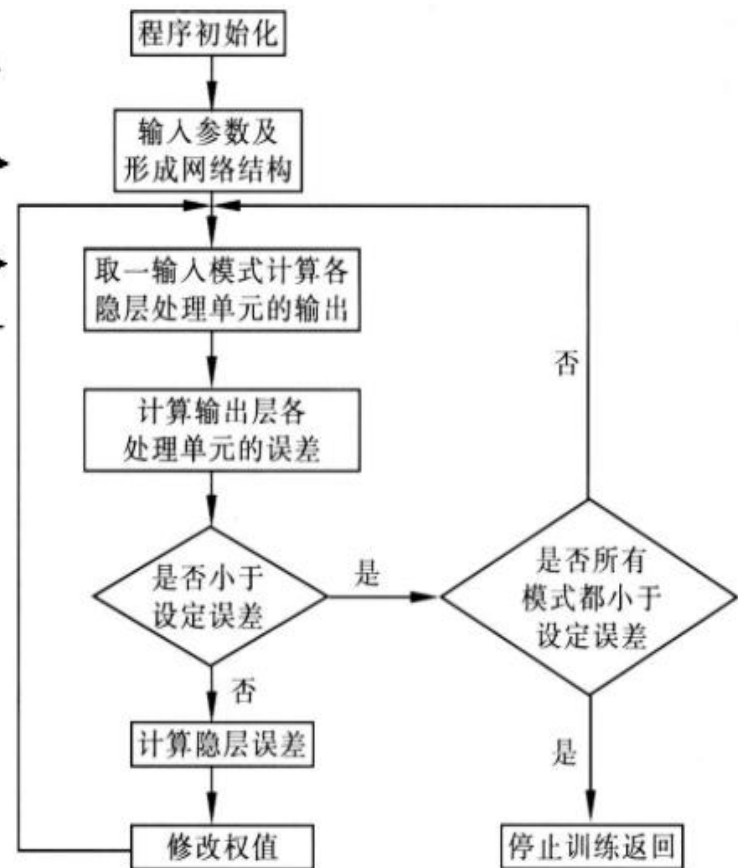 程序初始化
输入参数及
形成网络结构
取一输入模式计算各
隐层处理单元的输出
计算输出层各
处理单元的误差
是否小于
设定误差
是
否
计算隐层误差
修改权值
是否所有
模式都小于
设定误差
否
是
停止训练返回